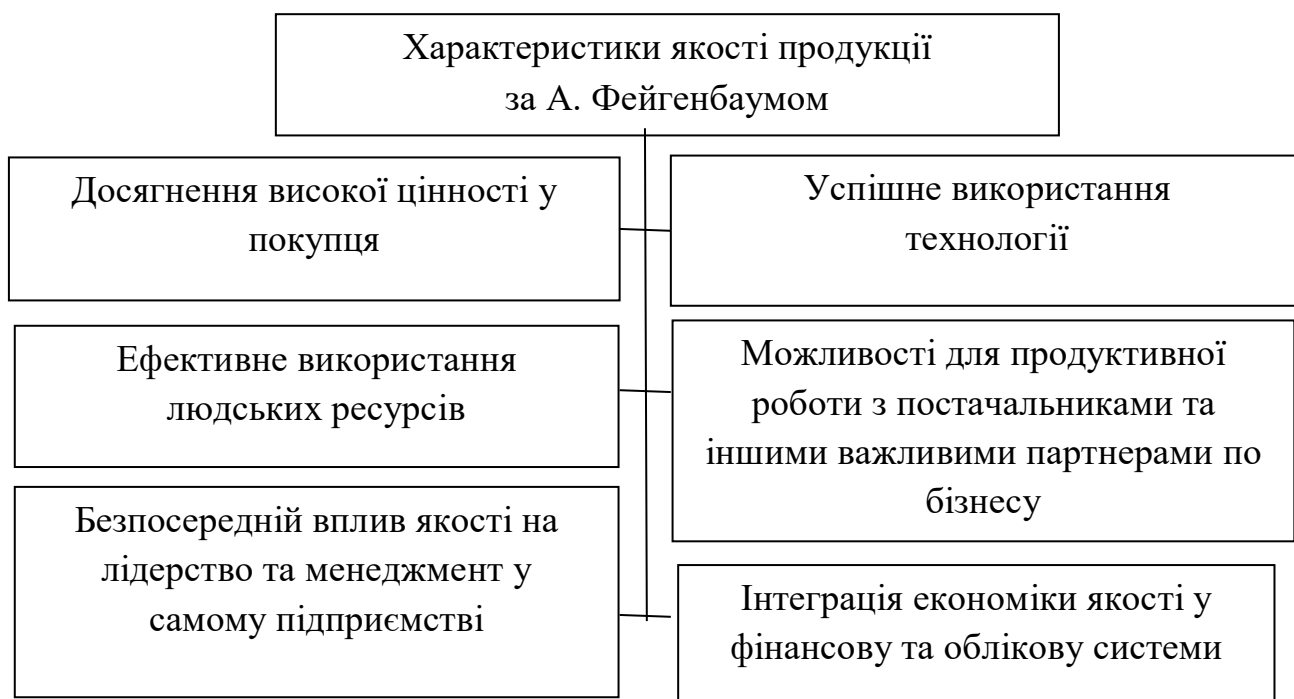 Характеристики якості продукції
за А. Фейгенбаумом
Досягнення високої цінності у
покупця
Успішне використання
технології
Ефективне використання
людських ресурсів
Можливості для продуктивної
роботи з постачальниками та
іншими важливими партнерами по
бізнесу
Безпосередній вплив якості на
лідерство та менеджмент у
самому підприємстві
Інтеграція економіки якості у
фінансову та облікову системи